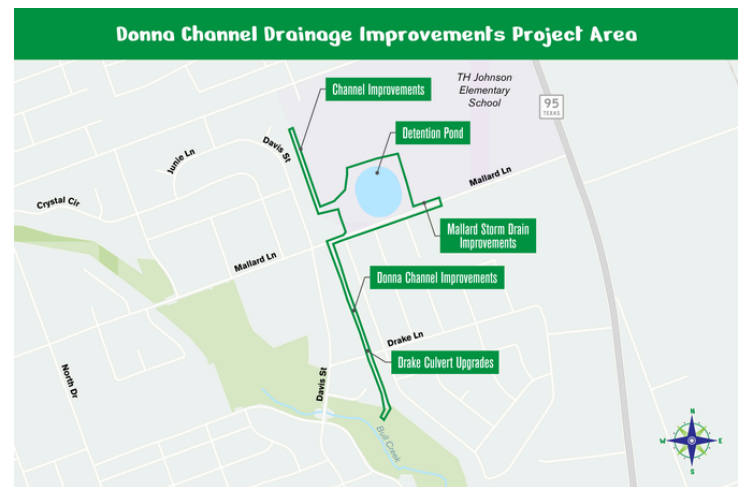 Donna Channel Drainage Improvements Project Area
TH Johnson
Elementary
School
Channel Improvements
95
TEXAS
Detention Pond
Davis St
Junie Ln
Mallard Ln
Crystal Cir
Mallard Storm Drain
Improvements
Mallard Ln
Donna Channel Improvements
Drake Ln
Drake Culvert Upgrades
North Dr
Davis St
Bull Creek
N
W
E
S